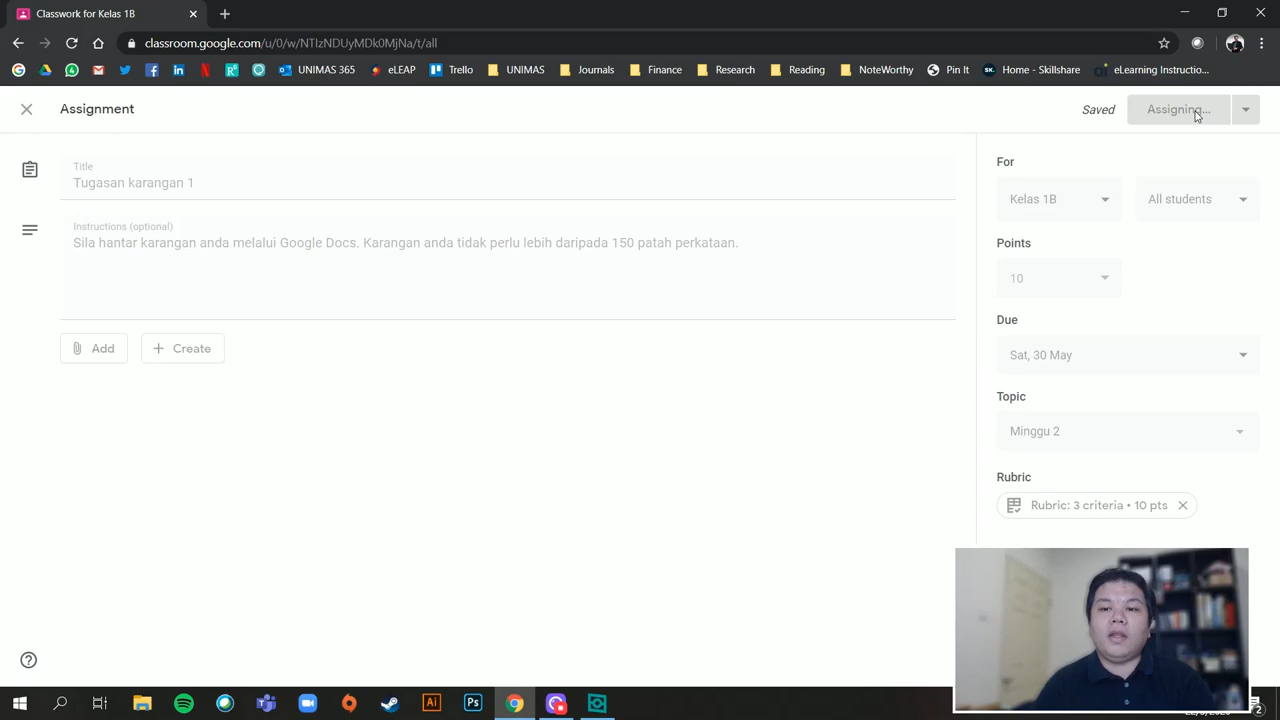 Classwork for Kelas 1B
classroom.google.com/u/0/w/NTIzNDUyMDk0MjNa/t/all
UNIMAS 365 eLEAP Trello UNIMAS Journals Finance Research Reading NoteWorthy Pin It Home - Skillshare eLearning Instructio...
Assignment Saved Assigning...
Title
Tugasan karangan 1
Instructions (optional)
Sila hantar karangan anda melalui Google Docs. Karangan anda tidak perlu lebih daripada 150 patah perkataan.
Add Create
For
Kelas 1B All students
Points
10
Due
Sat, 30 May
Topic
Minggu 2
Rubric
Rubric: 3 criteria • 10 pts
Ai Ps 2